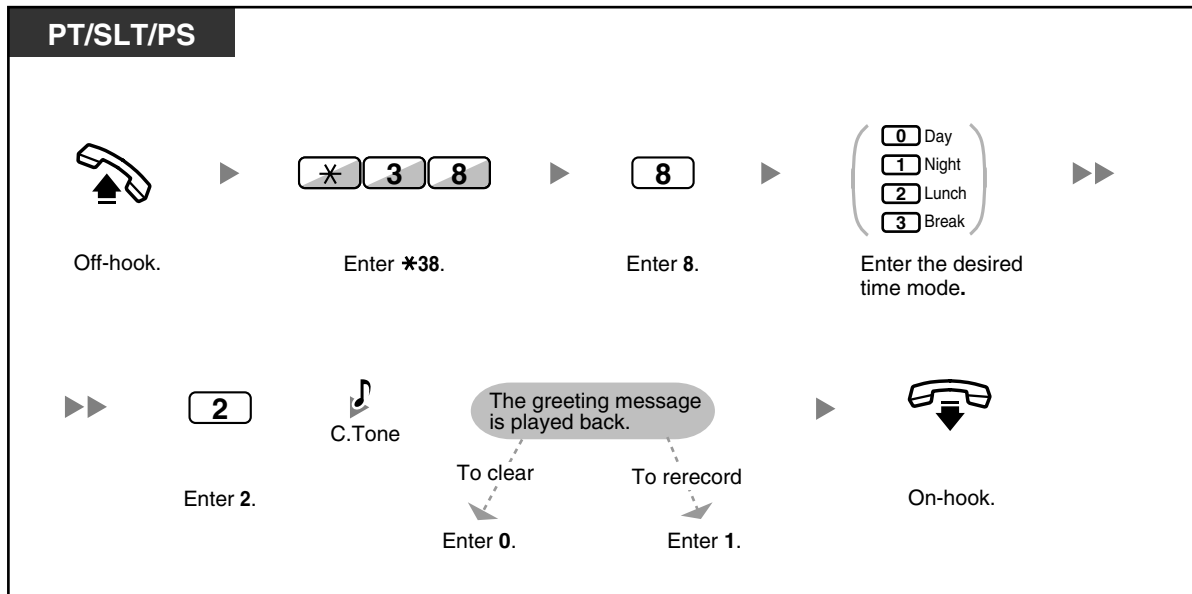 PT/SLT/PS
0 Day
1 Night
2 Lunch
3 Break
* 3 8
8
Off-hook.
Enter *38.
Enter 8.
Enter the desired
time mode.
2
C.Tone
The greeting message
is played back.
To clear
To rerecord
Enter 2.
On-hook.
Enter 0.
Enter 1.